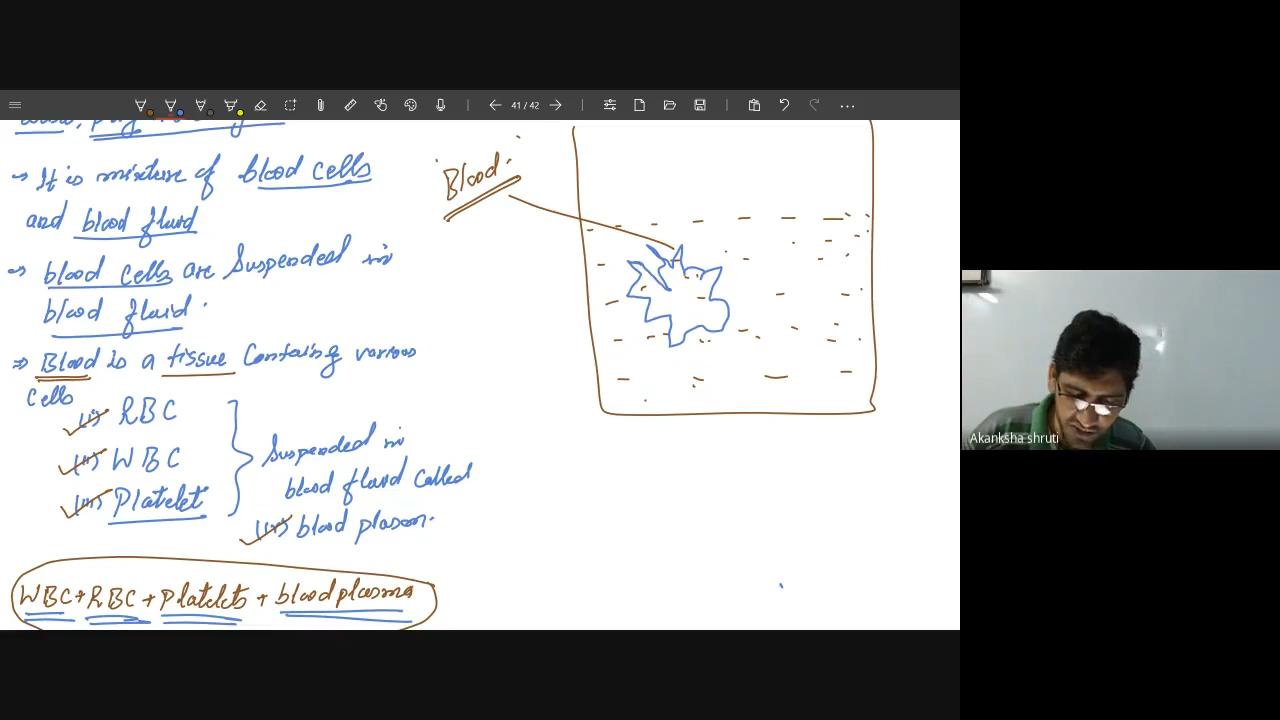 41 / 42
→ It is mixture of blood cells
and blood fluid
→ blood cells are Suspended in
blood fluid.
⇒ Blood is a tissue Containg various
Cells
(i) RBC
(ii) WBC
(iii) Platelet
Suspended in
blood fluid Called
(iv) blood plasm.
WBC + RBC + Platelets + blood plasma
Blood
Akanksha shruti